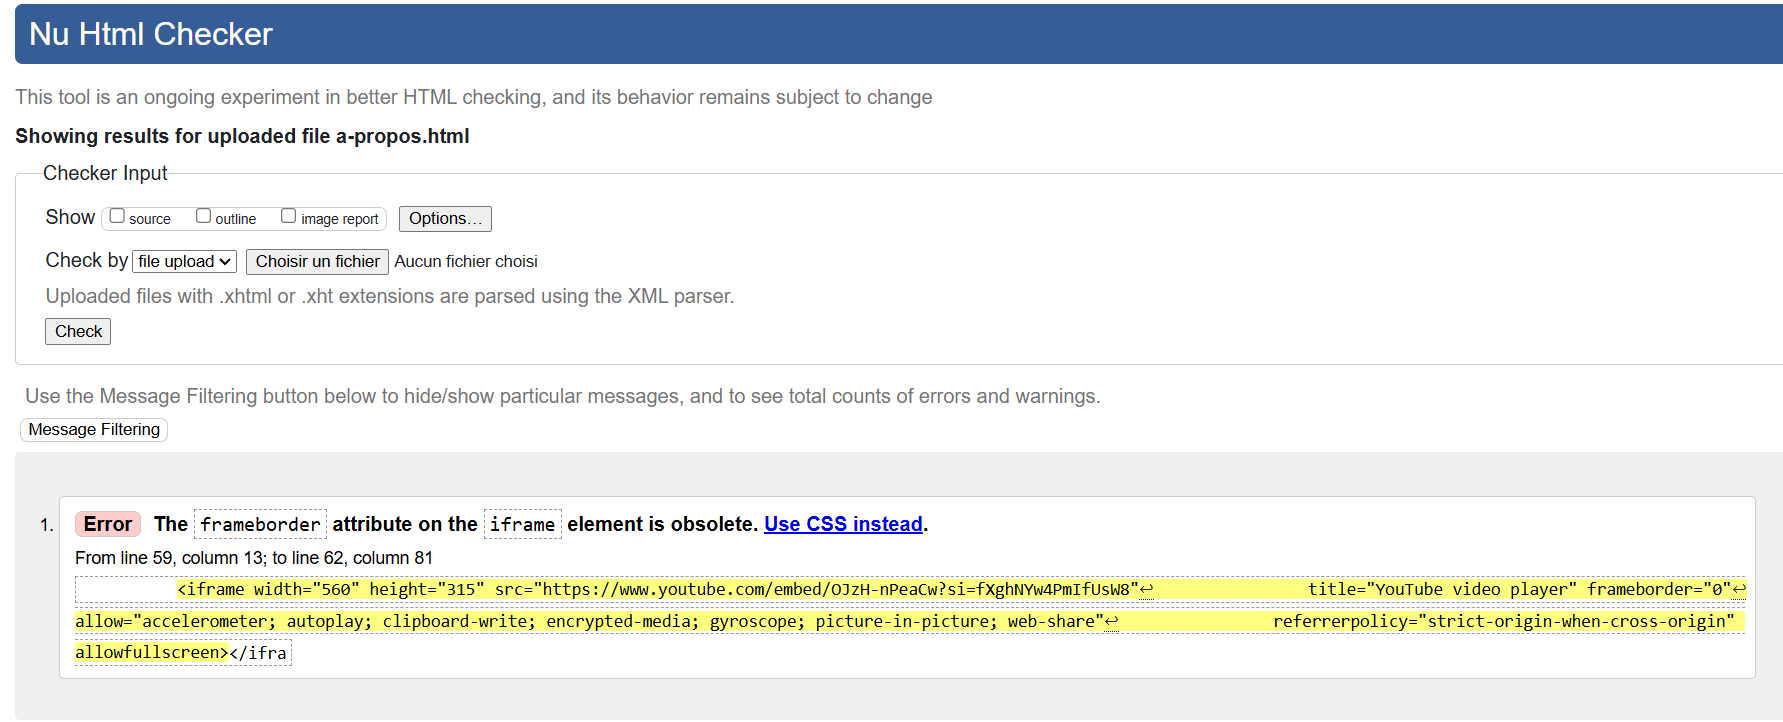 Nu Html Checker
This tool is an ongoing experiment in better HTML checking, and its behavior remains subject to change
Showing results for uploaded file a-propos.html
Checker Input
Show source outline image report Options...
Check by file upload Choisir un fichier Aucun fichier choisi
Uploaded files with .xhtml or .xht extensions are parsed using the XML parser.
Check
Use the Message Filtering button below to hide/show particular messages, and to see total counts of errors and warnings.
Message Filtering
1. Error The frameborder attribute on the iframe element is obsolete. Use CSS instead.
From line 59, column 13; to line 62, column 81
<iframe width="560" height="315" src="https://www.youtube.com/embed/OJzH-nPeaCw?si=fXghNYw4PmIfUsW8"↩ title="YouTube video player" frameborder="0"↩
allow="accelerometer; autoplay; clipboard-write; encrypted-media; gyroscope; picture-in-picture; web-share"↩ referrerpolicy="strict-origin-when-cross-origin"
allowfullscreen></ifra